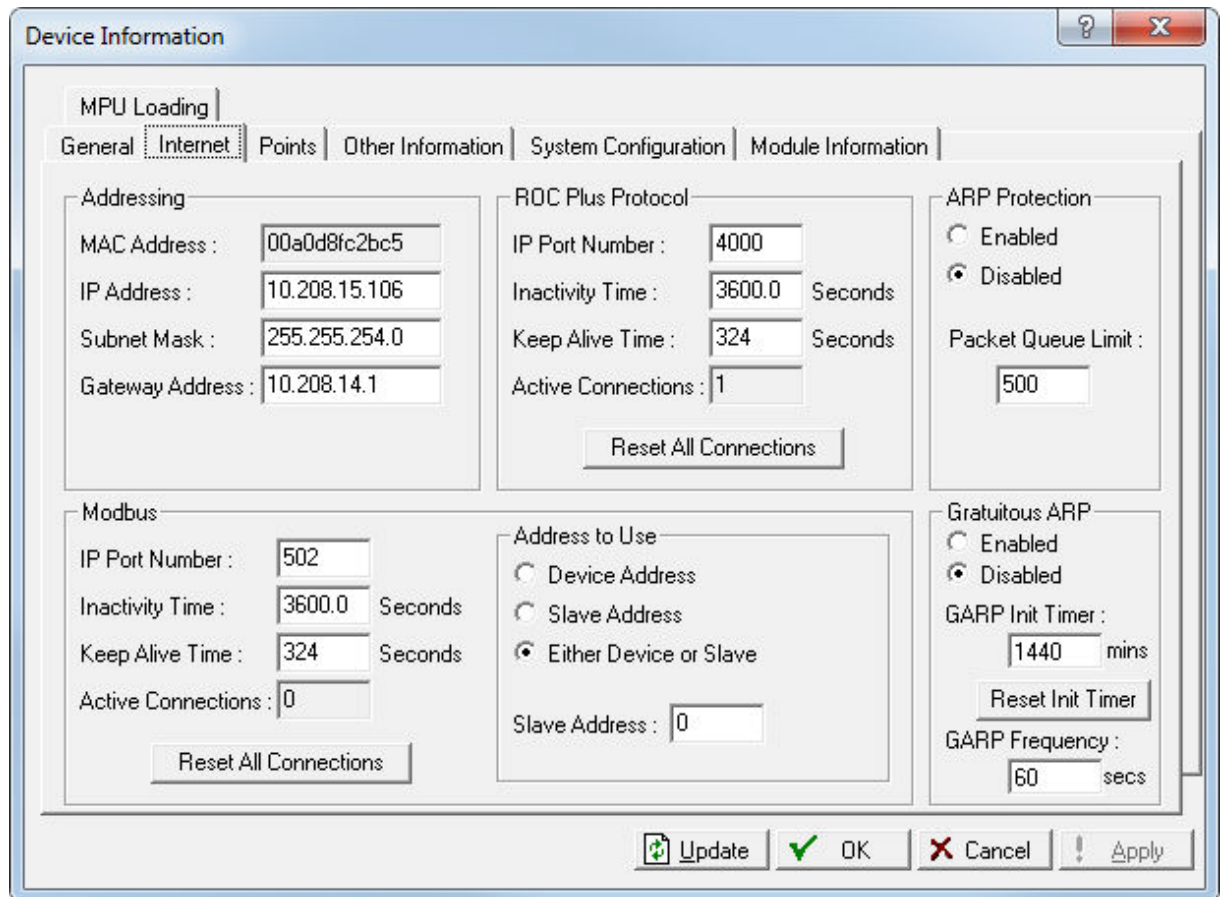 Device Information
MPU Loading
General Internet Points Other Information System Configuration Module Information
Addressing
MAC Address : 00a0d8fc2bc5
IP Address : 10.208.15.106
Subnet Mask : 255.255.254.0
Gateway Address : 10.208.14.1
ROC Plus Protocol
IP Port Number : 4000
Inactivity Time : 3600.0 Seconds
Keep Alive Time : 324 Seconds
Active Connections : 1
Reset All Connections
ARP Protection
Enabled
Disabled
Packet Queue Limit :
500
Modbus
IP Port Number : 502
Inactivity Time : 3600.0 Seconds
Keep Alive Time : 324 Seconds
Active Connections : 0
Reset All Connections
Address to Use
Device Address
Slave Address
Either Device or Slave
Slave Address : 0
Gratuitous ARP
Enabled
Disabled
GARP Init Timer :
1440 mins
Reset Init Timer
GARP Frequency :
60 secs
Update OK Cancel Apply